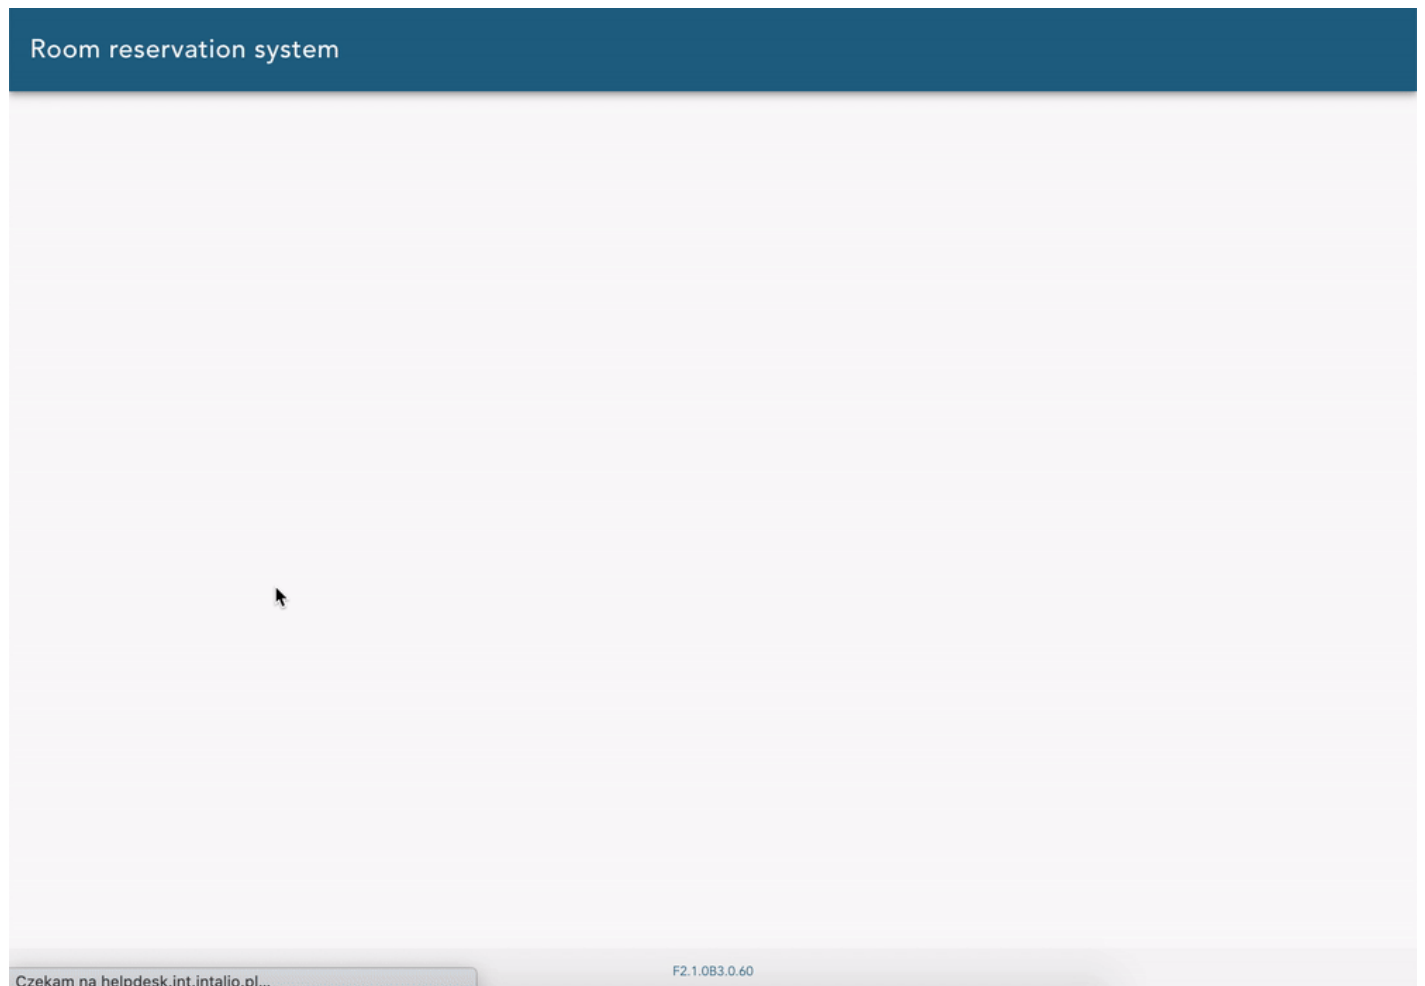 Room reservation system
F2.1.0B3.0.60
Czekam na helpdesk.int.intalio.pl...